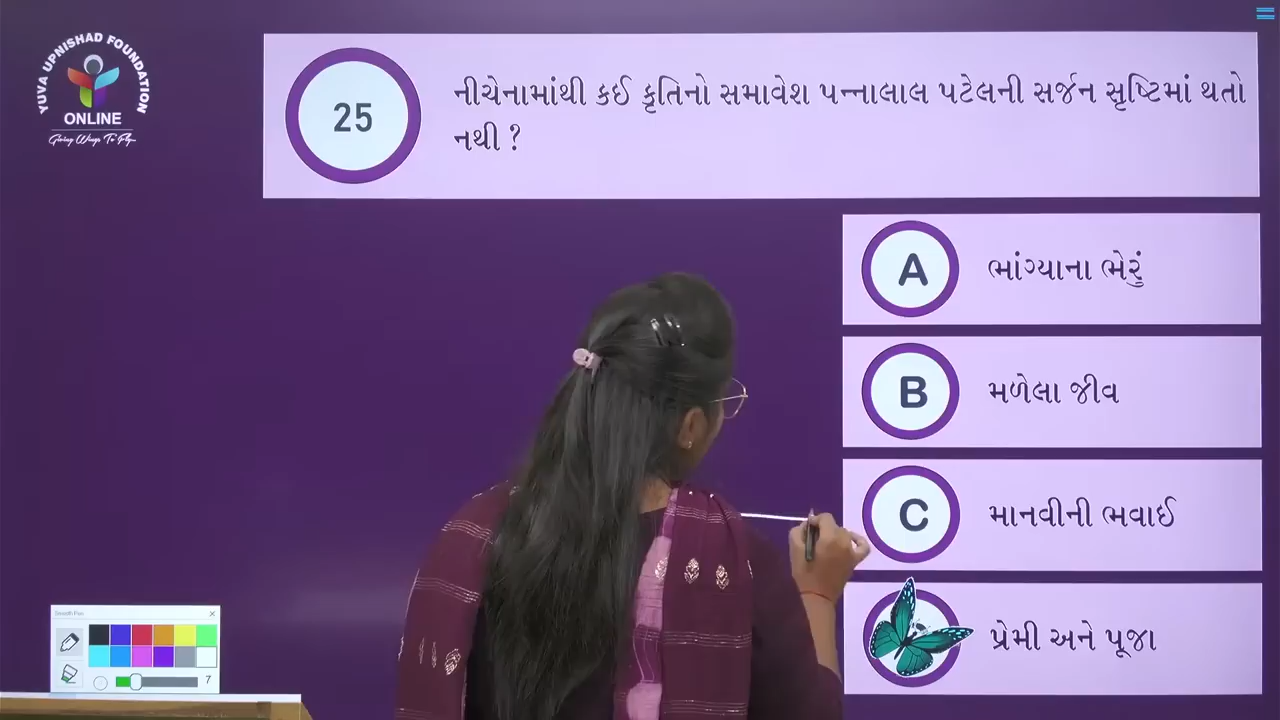 YUVA UPNISHAD FOUNDATION
ONLINE
Giving Wings To Fly
25
નીચેનામાંથી કઈ કૃતિનો સમાવેશ પન્નાલાલ પટેલની સર્જન સૃષ્ટિમાં થતો
નથી ?
A
ભાંગ્યાના ભેરું
B
મળેલા જીવ
C
માનવીની ભવાઈ
પ્રેમી અને પૂજા
Smooth Pen
7